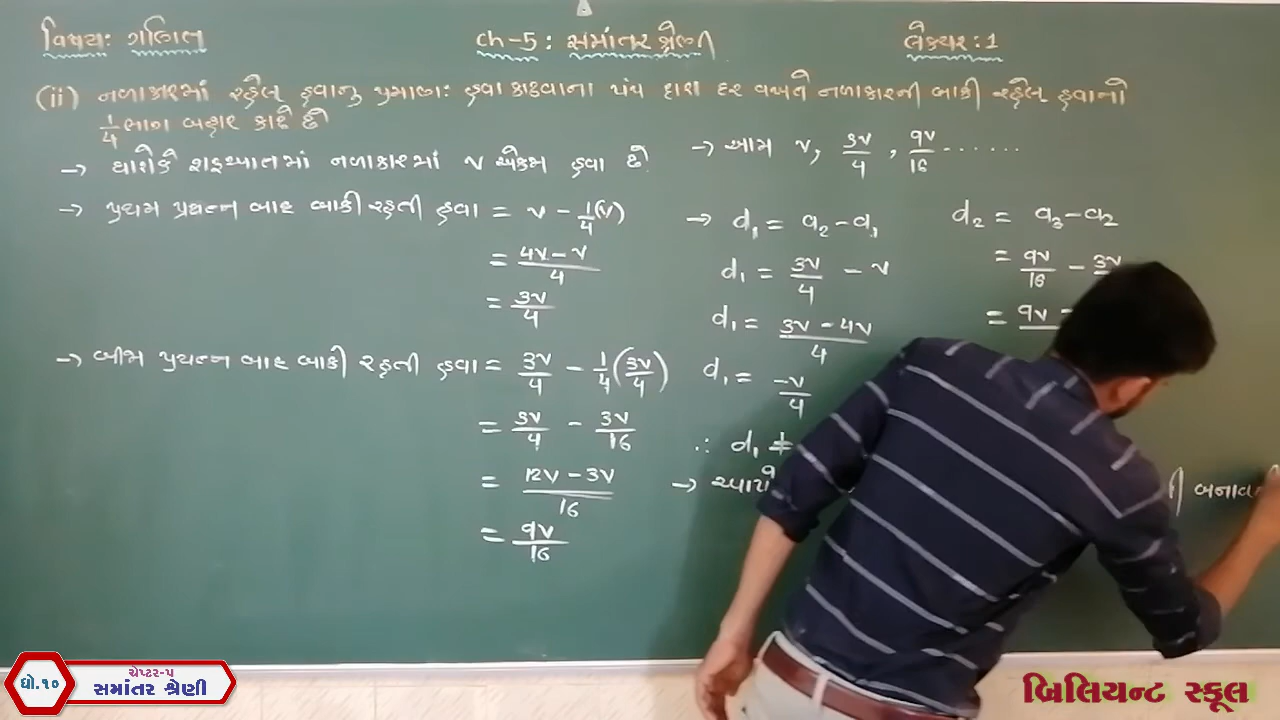 વિષય: ગણિત
ch-5: સમાંતર શ્રેણી
લેક્ચર: 1
(ii) નળાકારમાં રહેલ હવાનુ પ્રમાણ: હવા કાઢવાના પંપ દ્વારા દર વખતે નળાકારની બાકી રહેલ હવાનો
1/4 ભાગ બહાર કાઢે છે
→ ધારોકે શરૂઆતમાં નળાકારમાં v એકમ હવા છે.
→ પ્રથમ પ્રયત્ન બાદ બાકી રહેતી હવા = v - 1/4(v)
= 4v - v/4
= 3v/4
→ બીજા પ્રયત્ન બાદ બાકી રહેતી હવા = 3v/4 - 1/4(3v/4)
= 3v/4 - 3v/16
= 12v - 3v/16
= 9v/16
→ આમ v, 3v/4, 9v/16 ......
→ d₁ = a₂ - a₁
d₁ = 3v/4 - v
d₁ = 3v - 4v/4
d₁ = -v/4
∴ d₁ ≠
d₂ = a₃ - a₂
= 9v/16 - 3v
= 9v
ધો.૧૦
ચેપ્ટર-૫
સમાંતર શ્રેણી
બ્રિલિયન્ટ સ્કૂલ